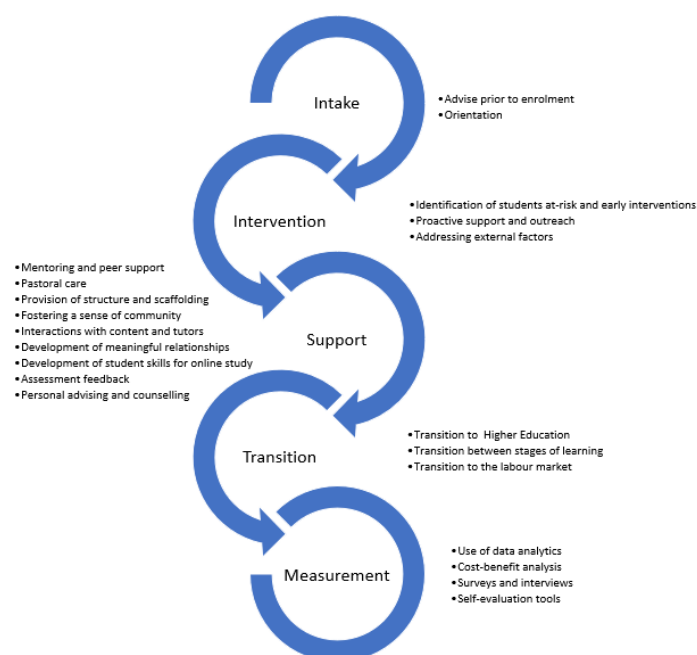 Intake
•Advise prior to enrolment
•Orientation
Intervention
•Identification of students at-risk and early interventions
•Proactive support and outreach
•Addressing external factors
•Mentoring and peer support
•Pastoral care
•Provision of structure and scaffolding
•Fostering a sense of community
•Interactions with content and tutors
•Development of meaningful relationships
•Development of student skills for online study
•Assessment feedback
•Personal advising and counselling
Support
Transition
•Transition to Higher Education
•Transition between stages of learning
•Transition to the labour market
Measurement
•Use of data analytics
•Cost-benefit analysis
•Surveys and interviews
•Self-evaluation tools